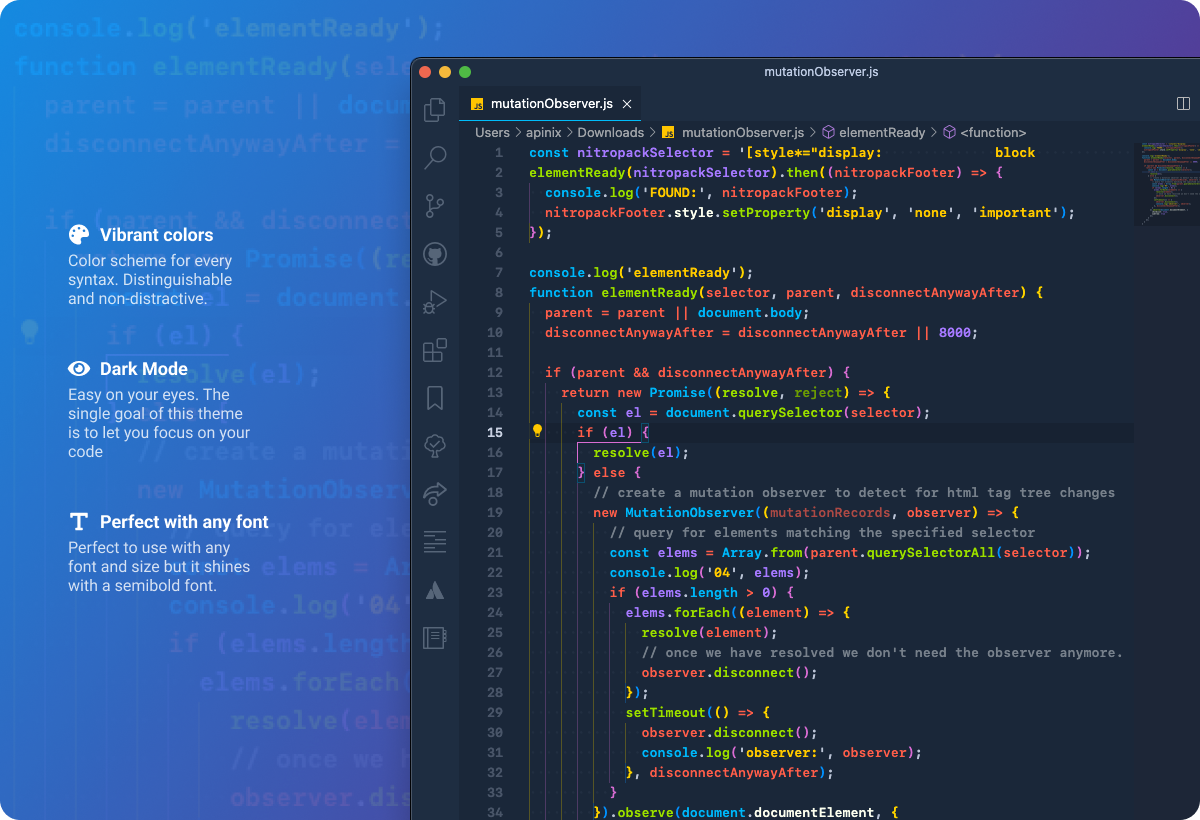 console.log('elementReady');
function elementReady(sele
parent = parent || docum
disconnectAnywayAfter =
if (parent && disconnect
Promise((re
el = document.
if (el) {
resolve(el);
// create a mutati
new MutationObserv
// query for elem
elems = Ar
console.log('04'
if (elems.length
elems.forEach(
resolve(elem
// once we h
observer.dis
Vibrant colors
Color scheme for every
syntax. Distinguishable
and non-distractive.
Dark Mode
Easy on your eyes. The
single goal of this theme
is to let you focus on your
code
Perfect with any font
Perfect to use with any
font and size but it shines
with a semibold font.
mutationObserver.js
JS mutationObserver.js ×
Users > apinix > Downloads > JS mutationObserver.js > elementReady > <function>
1 const nitropackSelector = '[style*="display: block
2 elementReady(nitropackSelector).then((nitropackFooter) => {
3 console.log('FOUND:', nitropackFooter);
4 nitropackFooter.style.setProperty('display', 'none', 'important');
5 });
6
7 console.log('elementReady');
8 function elementReady(selector, parent, disconnectAnywayAfter) {
9 parent = parent || document.body;
10 disconnectAnywayAfter = disconnectAnywayAfter || 8000;
11
12 if (parent && disconnectAnywayAfter) {
13 return new Promise((resolve, reject) => {
14 const el = document.querySelector(selector);
15 if (el) {
16 resolve(el);
17 } else {
18 // create a mutation observer to detect for html tag tree changes
19 new MutationObserver((mutationRecords, observer) => {
20 // query for elements matching the specified selector
21 const elems = Array.from(parent.querySelectorAll(selector));
22 console.log('04', elems);
23 if (elems.length > 0) {
24 elems.forEach((element) => {
25 resolve(element);
26 // once we have resolved we don't need the observer anymore.
27 observer.disconnect();
28 });
29 setTimeout(() => {
30 observer.disconnect();
31 console.log('observer:', observer);
32 }, disconnectAnywayAfter);
33 }
34 }).observe(document.documentElement, {